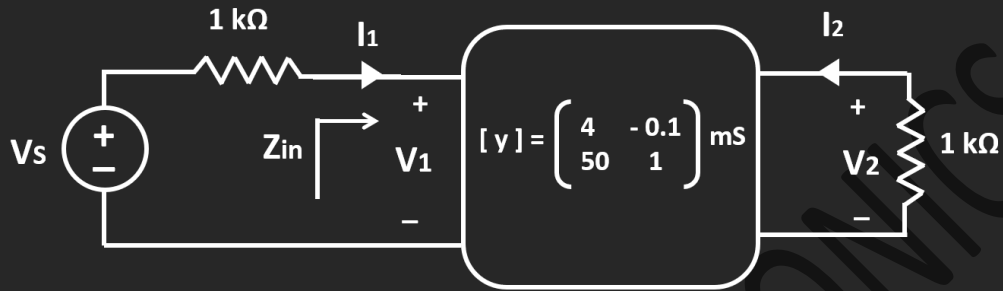 1 kΩ
I1
I2
+
−
Vs
Zin
+
V1
−
[ y ] = ( 4 - 0.1 ) mS
50 1
+
V2
−
1 kΩ